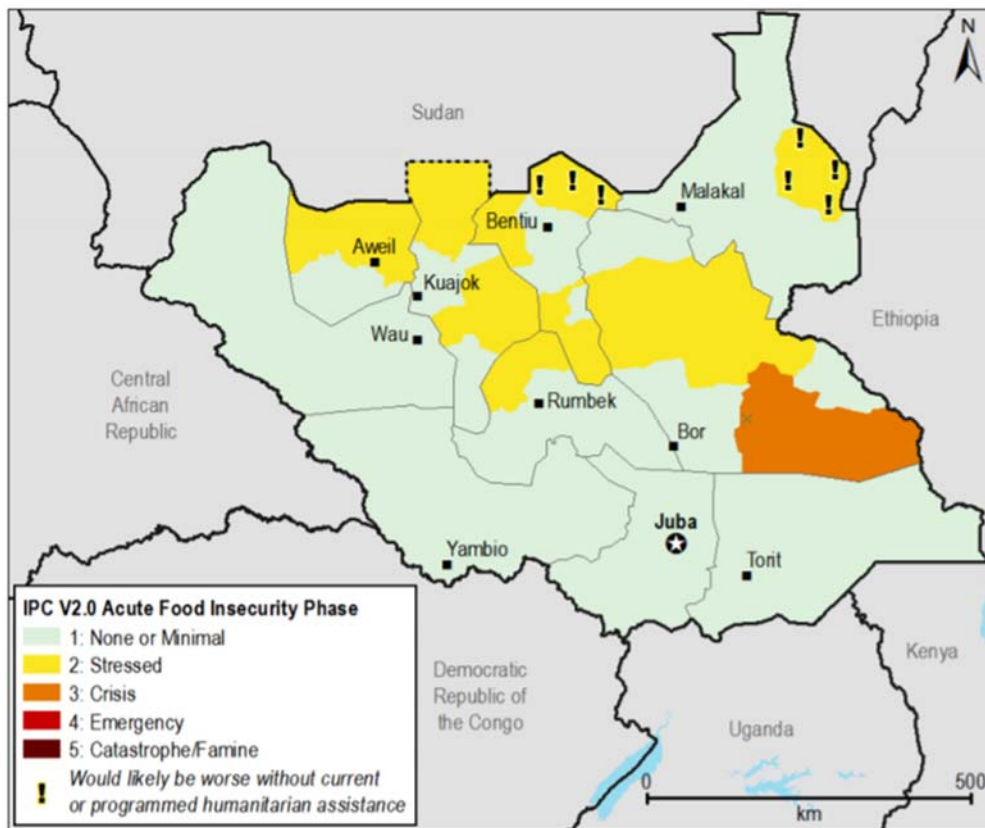 N
Sudan
Malakal
Bentiu
Aweil
Kuajok
Ethiopia
Wau
Central
African
Republic
Rumbek
Bor
Juba
Yambio
Torit
IPC V2.0 Acute Food Insecurity Phase
1: None or Minimal
2: Stressed
3: Crisis
4: Emergency
5: Catastrophe/Famine
! Would likely be worse without current
or programmed humanitarian assistance
Democratic
Republic of
the Congo
Kenya
Uganda
0 500
km